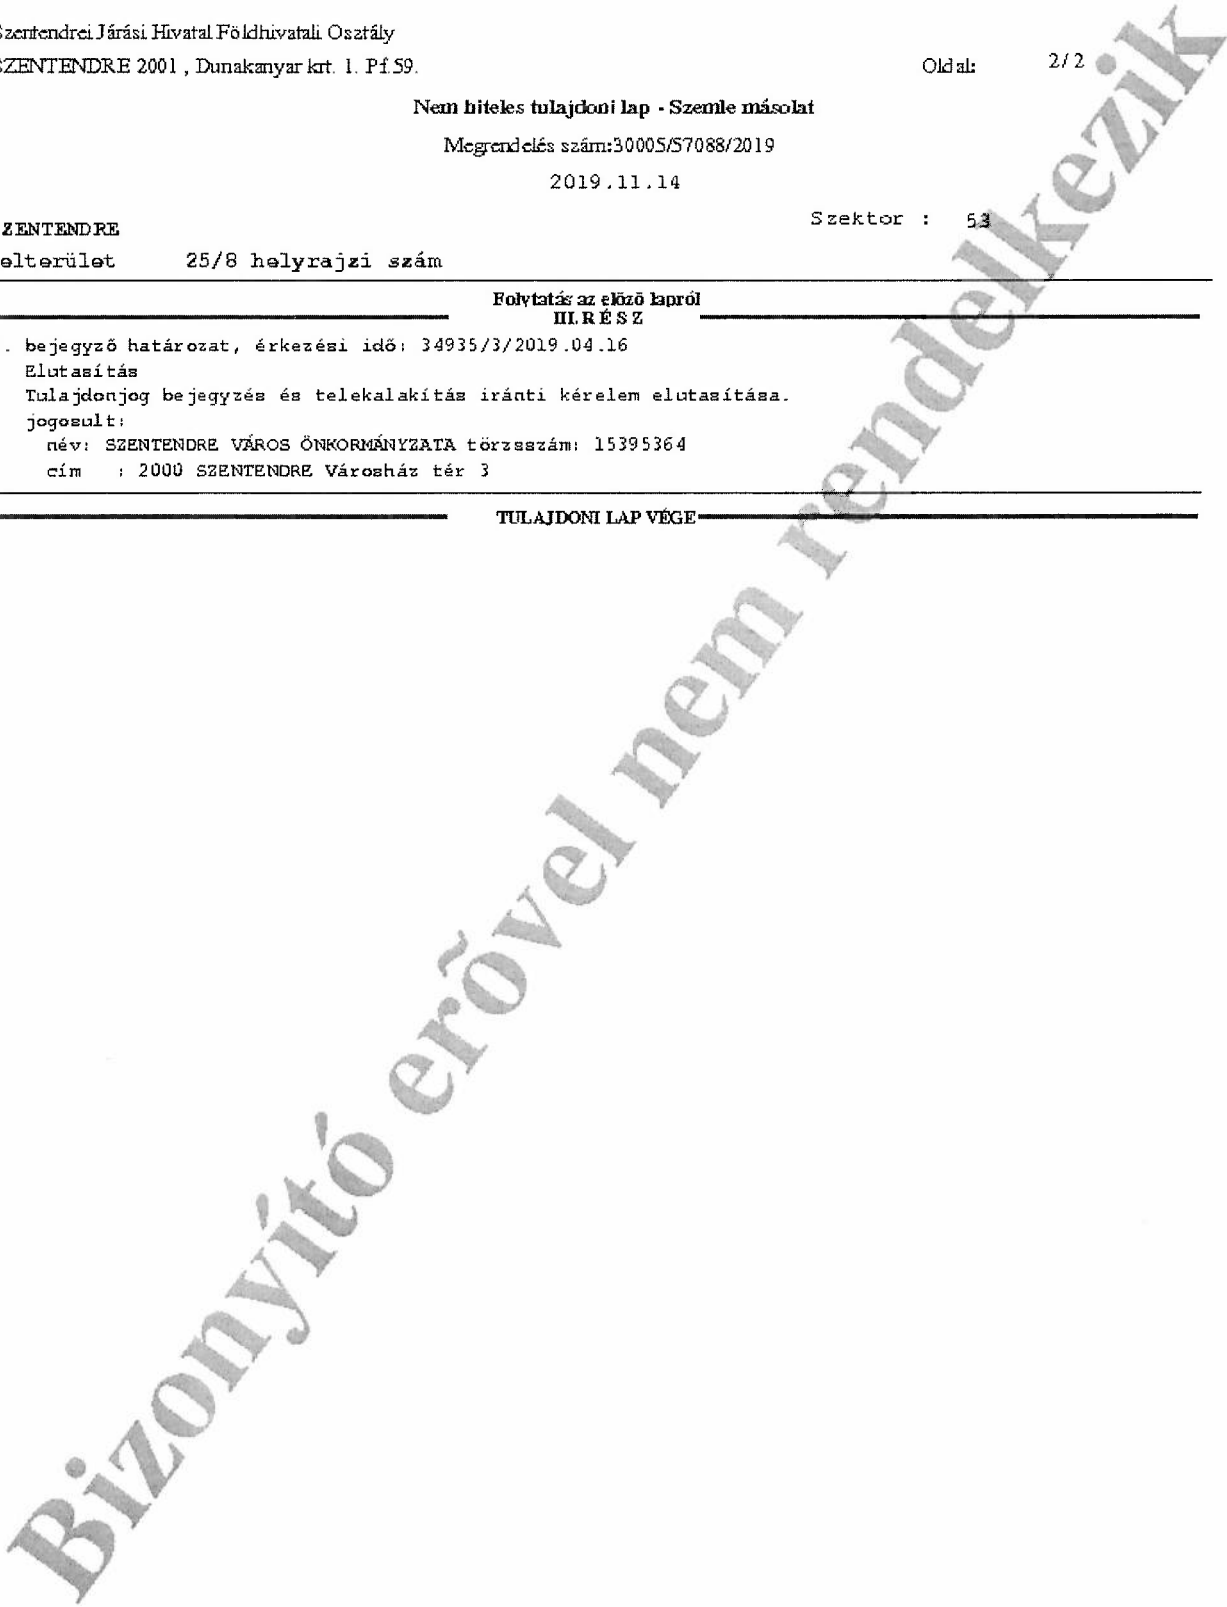 Szentendrei Járási Hivatal Földhivatali Osztály
SZENTENDRE 2001 , Dunakanyar krt. 1. Pf.59.
Oldal: 2/2
Nem hiteles tulajdoni lap - Szemle másolat
Megrendelés szám:30005/57088/2019
2019.11.14
ZENTENDRE
Szektor : 53
elterület 25/8 helyrajzi szám
Folytatás az előző lapról
III. R É S Z
. bejegyző határozat, érkezési idő: 34935/3/2019.04.16
Elutasítás
Tulajdonjog bejegyzés és telekalakítás iránti kérelem elutasítása.
jogosult:
név: SZENTENDRE VÁROS ÖNKORMÁNYZATA törzsszám: 15395364
cím : 2000 SZENTENDRE Városház tér 3
TULAJDONI LAP VÉGE
Bizonyító erõvel nem rendelkezik